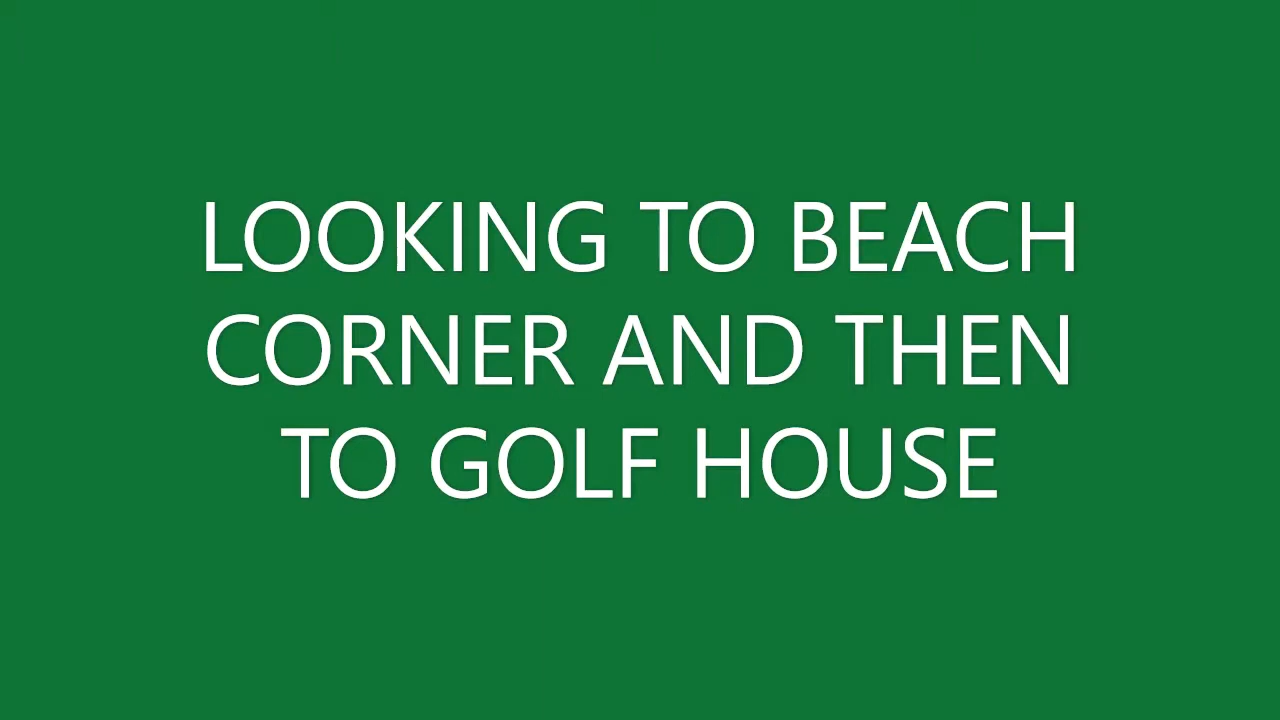 LOOKING TO BEACH
CORNER AND THEN
TO GOLF HOUSE